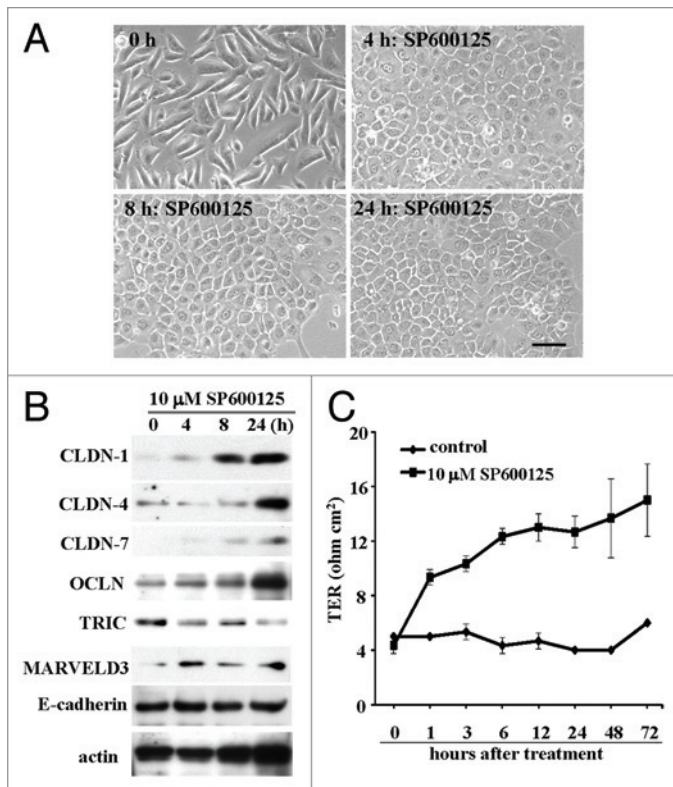 A
0 h
4 h: SP600125
8 h: SP600125
24 h: SP600125
B
10 µM SP600125
0 4 8 24 (h)
CLDN-1
CLDN-4
CLDN-7
OCLN
TRIC
MARVELD3
E-cadherin
actin
C
20
16
12
8
4
0
TER (ohm cm²)
control
10 µM SP600125
0 1 3 6 12 24 48 72
hours after treatment